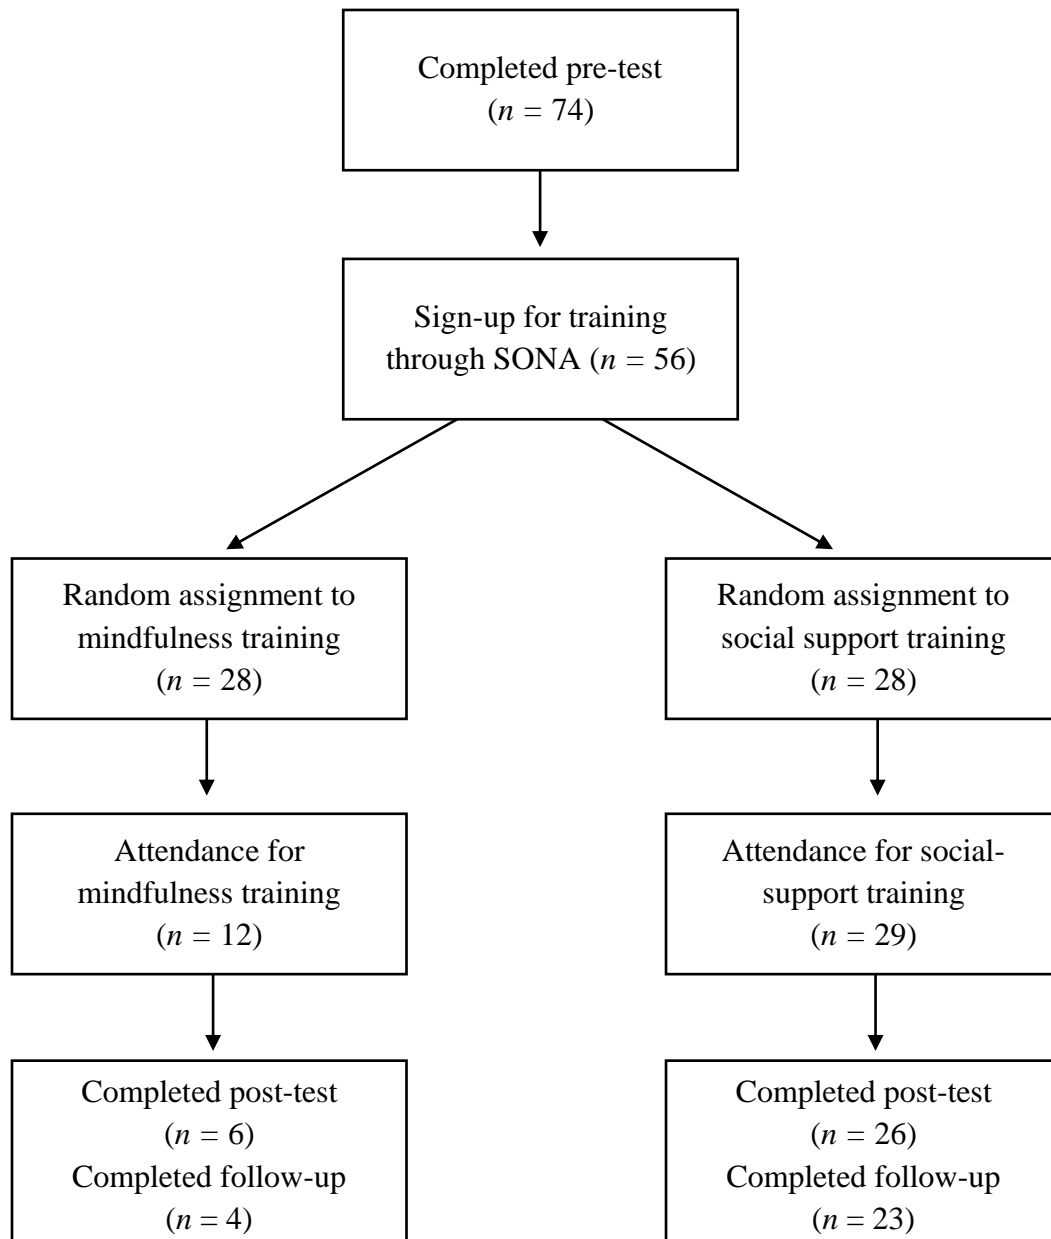 Completed pre-test
(n = 74)
Sign-up for training
through SONA (n = 56)
Random assignment to
mindfulness training
(n = 28)
Random assignment to
social support training
(n = 28)
Attendance for
mindfulness training
(n = 12)
Attendance for social-
support training
(n = 29)
Completed post-test
(n = 6)
Completed follow-up
(n = 4)
Completed post-test
(n = 26)
Completed follow-up
(n = 23)